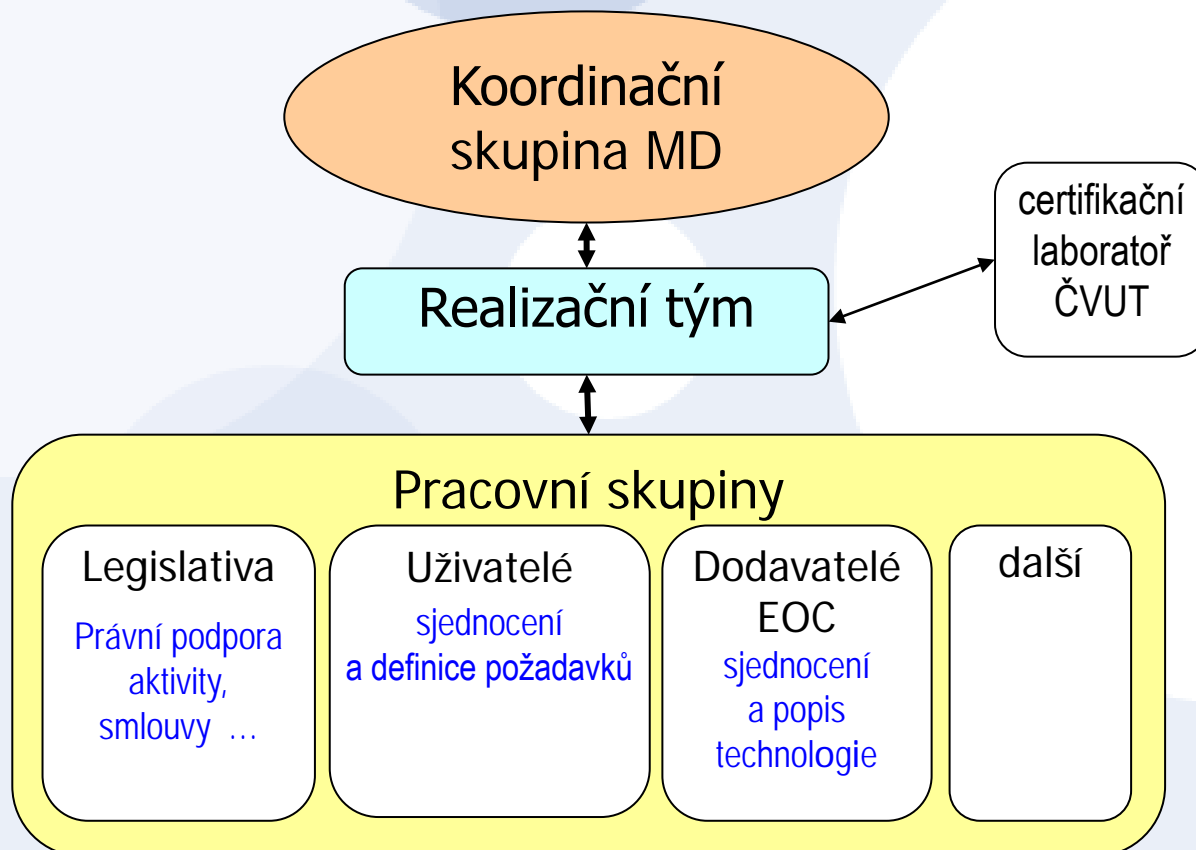 Koordinační
skupina MD
certifikační
laboratoř
ČVUT
Realizační tým
Pracovní skupiny
Legislativa
Právní podpora
aktivity,
smlouvy …
Uživatelé
sjednocení
a definice požadavků
Dodavatelé
EOC
sjednocení
a popis
technologie
další